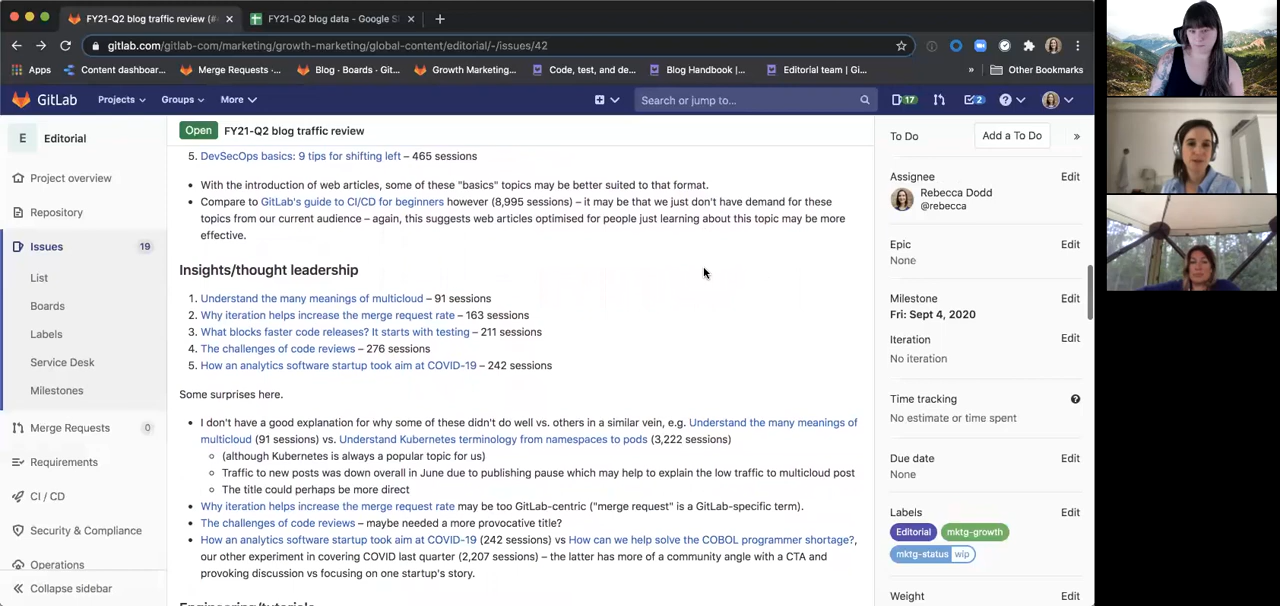 FY21-Q2 blog traffic review (#4
FY21-Q2 blog data - Google S
gitlab.com/gitlab-com/marketing/growth-marketing/global-content/editorial/-/issues/42
Apps
Content dashboar...
Merge Requests ·...
Blog · Boards · Git...
Growth Marketing...
Code, test, and de...
Blog Handbook |...
Editorial team | Gi...
»
Other Bookmarks
GitLab
Projects
Groups
More
Search or jump to...
17
2
E
Editorial
Project overview
Repository
Issues
19
List
Boards
Labels
Service Desk
Milestones
Merge Requests
0
Requirements
CI / CD
Security & Compliance
Operations
Collapse sidebar
Open
FY21-Q2 blog traffic review
5. DevSecOps basics: 9 tips for shifting left – 465 sessions
With the introduction of web articles, some of these "basics" topics may be better suited to that format.
Compare to GitLab's guide to CI/CD for beginners however (8,995 sessions) – it may be that we just don't have demand for these
topics from our current audience – again, this suggests web articles optimised for people just learning about this topic may be more
effective.
Insights/thought leadership
1. Understand the many meanings of multicloud – 91 sessions
2. Why iteration helps increase the merge request rate – 163 sessions
3. What blocks faster code releases? It starts with testing – 211 sessions
4. The challenges of code reviews – 276 sessions
5. How an analytics software startup took aim at COVID-19 – 242 sessions
Some surprises here.
I don't have a good explanation for why some of these didn't do well vs. others in a similar vein, e.g. Understand the many meanings of
multicloud (91 sessions) vs. Understand Kubernetes terminology from namespaces to pods (3,222 sessions)
(although Kubernetes is always a popular topic for us)
Traffic to new posts was down overall in June due to publishing pause which may help to explain the low traffic to multicloud post
The title could perhaps be more direct
Why iteration helps increase the merge request rate may be too GitLab-centric ("merge request" is a GitLab-specific term).
The challenges of code reviews – maybe needed a more provocative title?
How an analytics software startup took aim at COVID-19 (242 sessions) vs How can we help solve the COBOL programmer shortage?,
our other experiment in covering COVID last quarter (2,207 sessions) – the latter has more of a community angle with a CTA and
provoking discussion vs focusing on one startup's story.
Engineering/tutorials
To Do
Add a To Do
»
Assignee
Edit
Rebecca Dodd
@rebecca
Epic
Edit
None
Milestone
Edit
Fri: Sept 4, 2020
Iteration
Edit
No iteration
Time tracking
No estimate or time spent
Due date
Edit
None
Labels
Edit
Editorial
mktg-growth
mktg-status wip
Weight
Edit